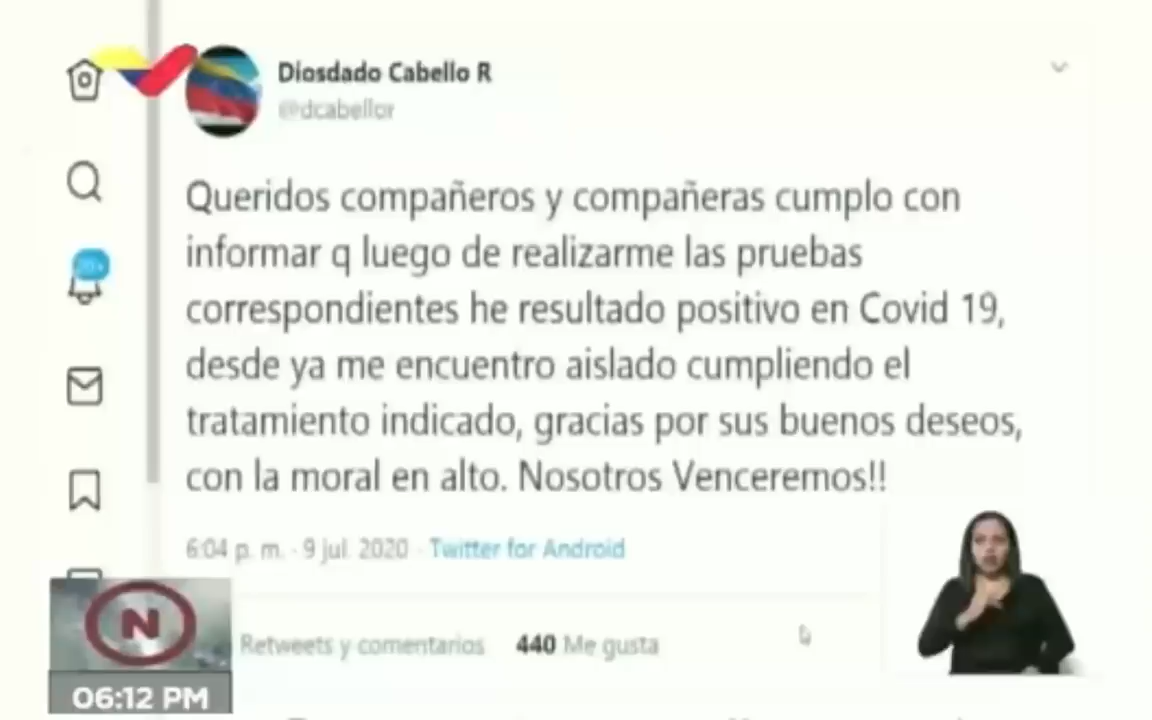 Diosdado Cabello R
@dcabellor
Queridos compañeros y compañeras cumplo con
informar q luego de realizarme las pruebas
correspondientes he resultado positivo en Covid 19,
desde ya me encuentro aislado cumpliendo el
tratamiento indicado, gracias por sus buenos deseos,
con la moral en alto. Nosotros Venceremos!!
6:04 p. m. · 9 jul. 2020 · Twitter for Android
Retweets y comentarios 440 Me gusta
N
06:12 PM